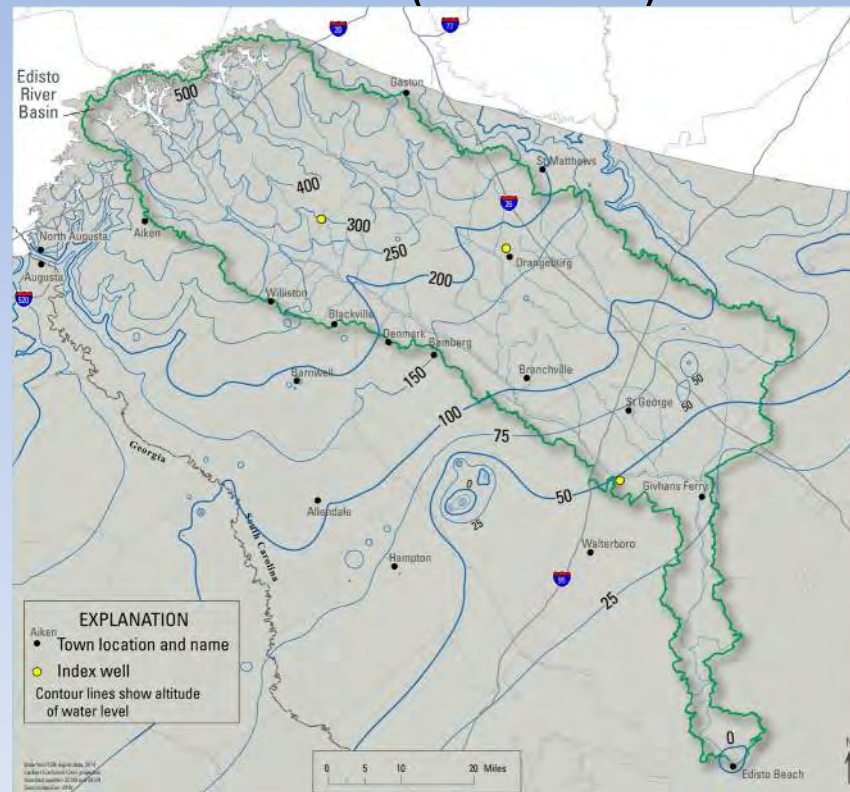 20
77
Edisto
River
Basin
500
Gaston
St Matthews
400
26
300
Aiken
North Augusta
250
Orangeburg
Augusta
200
520
Williston
Blackville
Denmark
Bamberg
150
Barnwell
Branchville
50
100
St George
50
75
Georgia
0
50
Givhans Ferry
Allendale
25
South Carolina
Walterboro
Hampton
95
25
EXPLANATION
Aiken
Town location and name
Index well
Contour lines show altitude
of water level
0
N
0 5 10 20 Miles
Edisto Beach